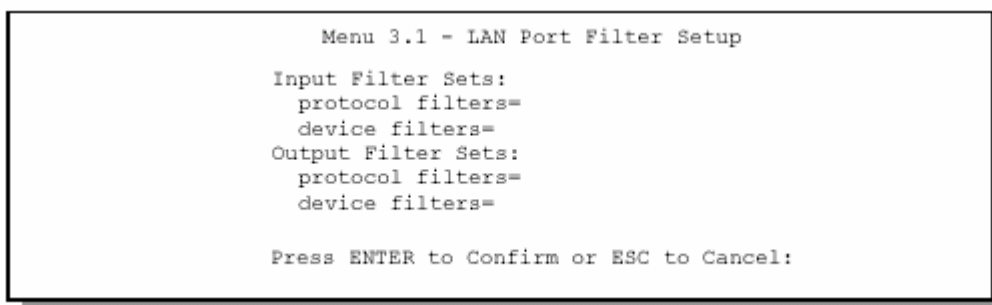 Menu 3.1 - LAN Port Filter Setup
Input Filter Sets:
protocol filters=
device filters=
Output Filter Sets:
protocol filters=
device filters=
Press ENTER to Confirm or ESC to Cancel: